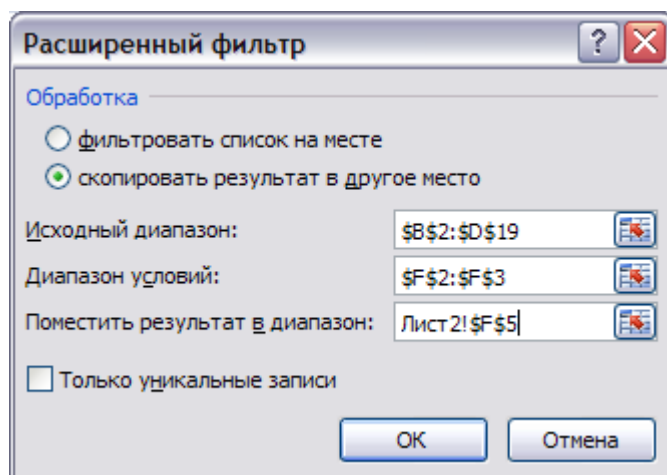 Расширенный фильтр
?
Обработка
фильтровать список на месте
скопировать результат в другое место
Исходный диапазон: $B$2:$D$19
Диапазон условий: $F$2:$F$3
Поместить результат в диапазон: Лист2!$F$5
Только уникальные записи
ОК Отмена